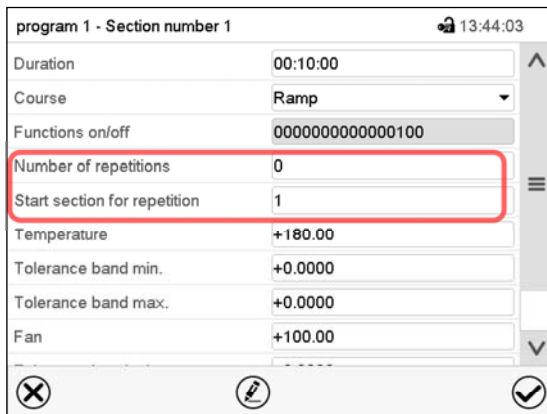 program 1 - Section number 1 13:44:03
Duration 00:10:00
Course Ramp
Functions on/off 0000000000000100
Number of repetitions 0
Start section for repetition 1
Temperature +180.00
Tolerance band min. +0.0000
Tolerance band max. +0.0000
Fan +100.00